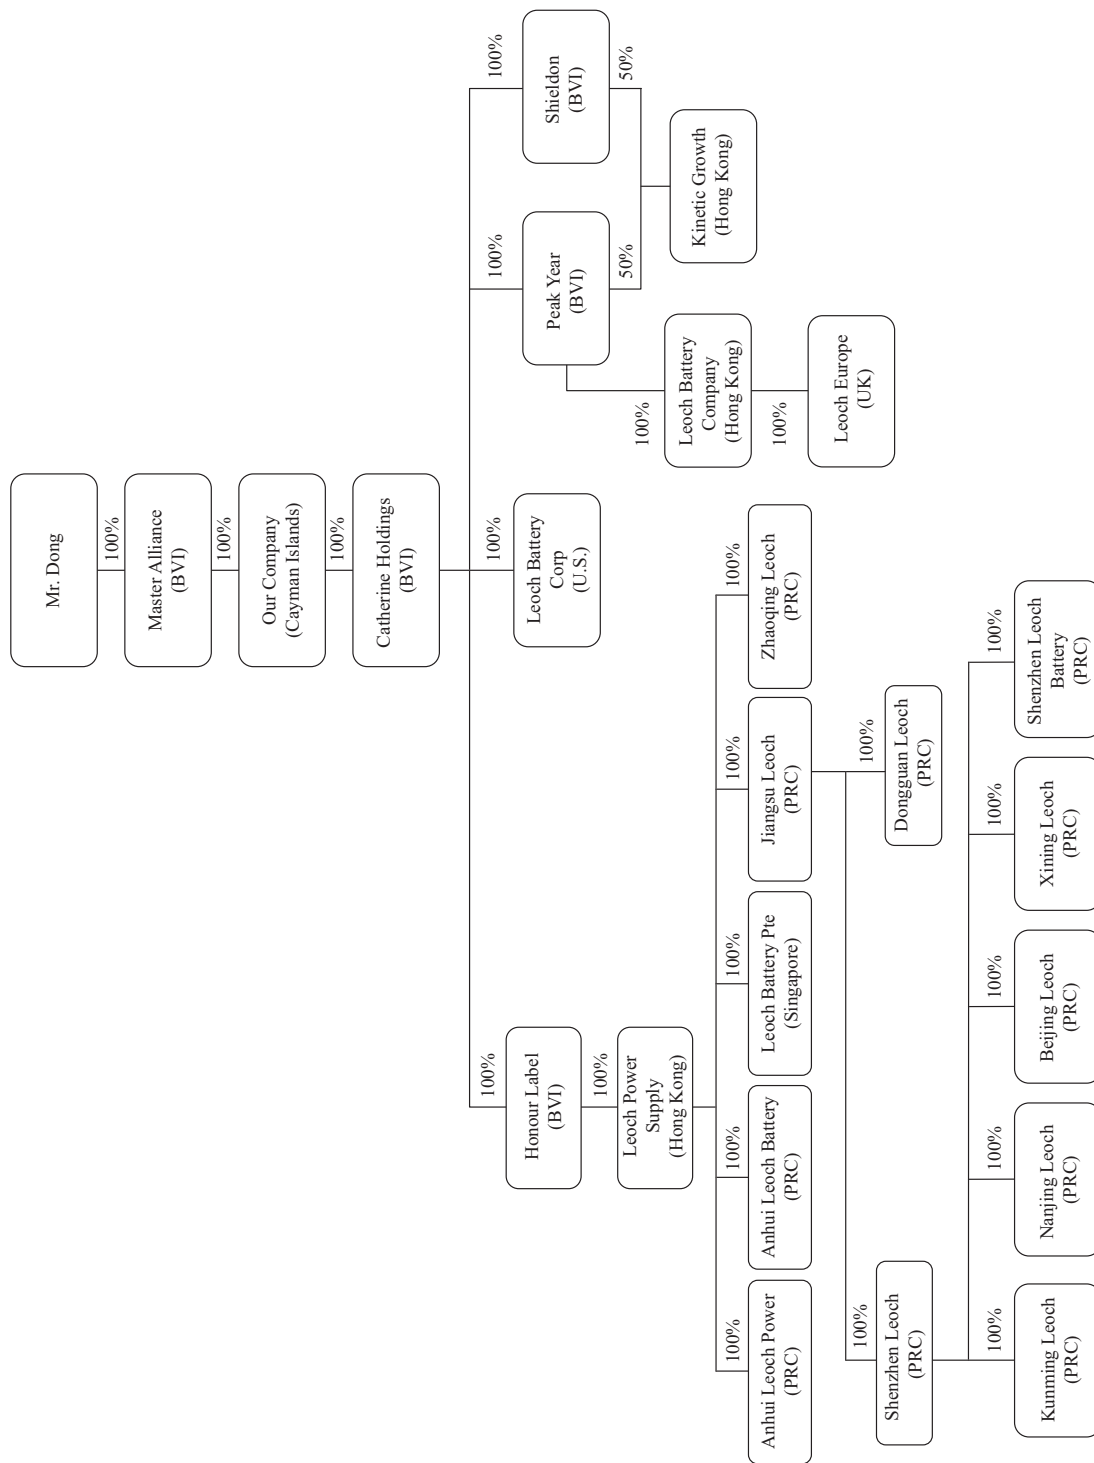 Mr. Dong
100%
Master Alliance
(BVI)
100%
Our Company
(Cayman Islands)
100%
Catherine Holdings
(BVI)
100%
Honour Label
(BVI)
100%
Leoch Battery
Corp
(U.S.)
100%
Peak Year
(BVI)
100%
Shieldon
(BVI)
100%
Leoch Power
Supply
(Hong Kong)
100%
Leoch Battery
Company
(Hong Kong)
50%
50%
Kinetic Growth
(Hong Kong)
100%
Leoch Europe
(UK)
100%
Anhui Leoch Power
(PRC)
100%
Anhui Leoch Battery
(PRC)
100%
Leoch Battery Pte
(Singapore)
100%
Jiangsu Leoch
(PRC)
100%
Zhaoqing Leoch
(PRC)
100%
Shenzhen Leoch
(PRC)
100%
Dongguan Leoch
(PRC)
100%
Kunming Leoch
(PRC)
100%
Nanjing Leoch
(PRC)
100%
Beijing Leoch
(PRC)
100%
Xining Leoch
(PRC)
100%
Shenzhen Leoch
Battery
(PRC)